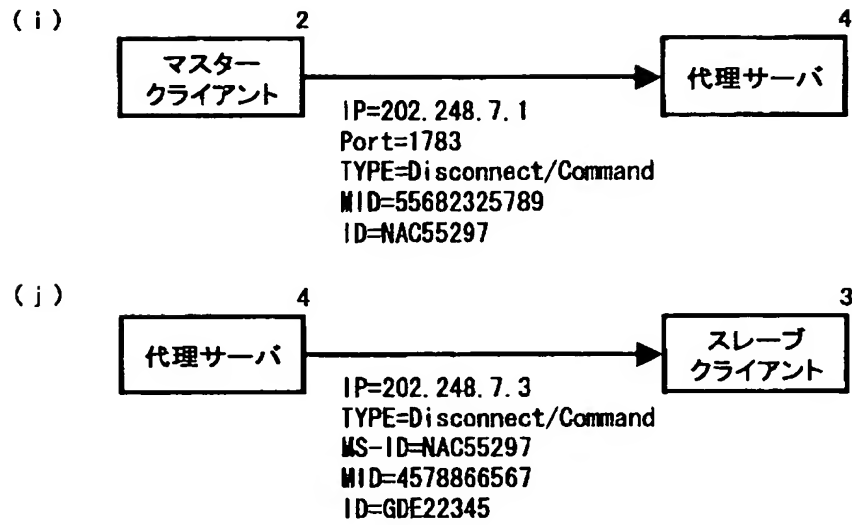 (i)
2
4
マスター
クライアント
代理サーバ
IP=202.248.7.1
Port=1783
TYPE=Disconnect/Command
MID=55682325789
ID=NAC55297
(j)
4
3
代理サーバ
スレーブ
クライアント
IP=202.248.7.3
TYPE=Disconnect/Command
MS-ID=NAC55297
MID=4578866567
ID=GDE22345